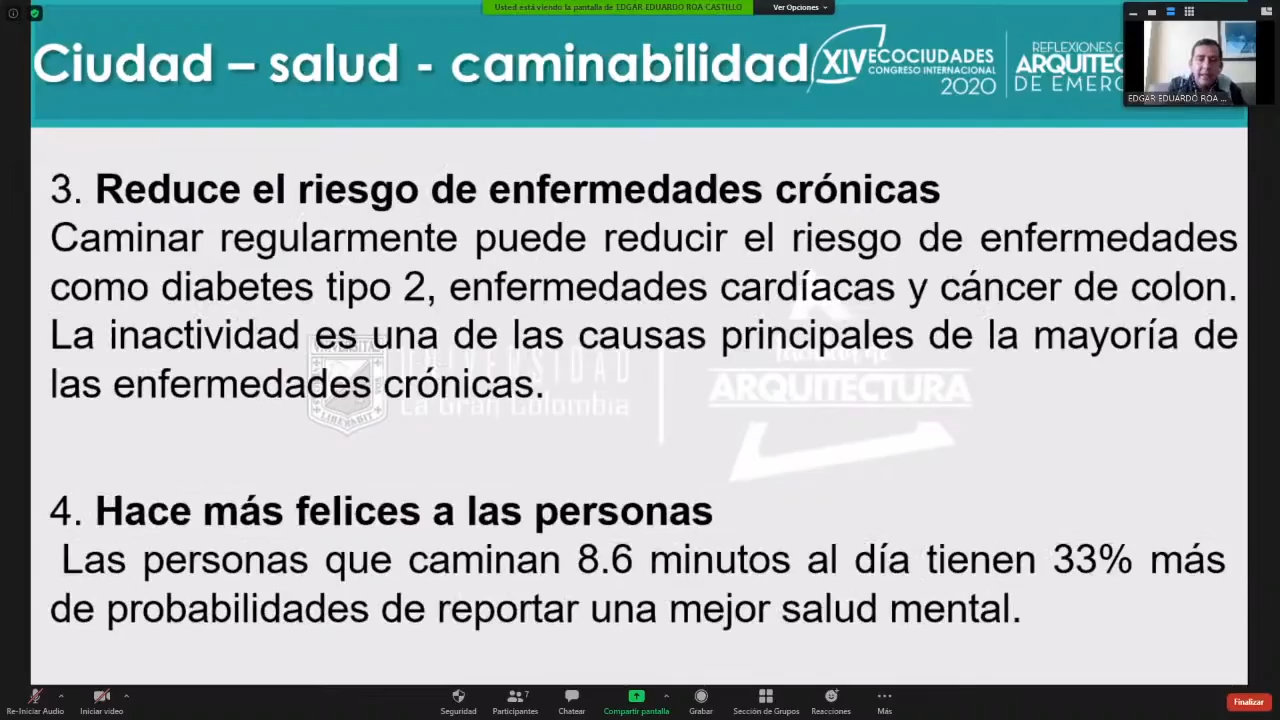 Usted está viendo la pantalla de EDGAR EDUARDO ROA CASTILLO
Ver Opciones
Ciudad – salud - caminabilidad
XIV ECOCIUDADES
CONGRESO INTERNACIONAL
2020
REFLEXIONES
ARQUITEC
DE EMERG
EDGAR EDUARDO ROA ...
3. Reduce el riesgo de enfermedades crónicas
Caminar regularmente puede reducir el riesgo de enfermedades
como diabetes tipo 2, enfermedades cardíacas y cáncer de colon.
La inactividad es una de las causas principales de la mayoría de
las enfermedades crónicas.
UNIVERSIDAD
La Gran Colombia
Facultad de
ARQUITECTURA
4. Hace más felices a las personas
Las personas que caminan 8.6 minutos al día tienen 33% más
de probabilidades de reportar una mejor salud mental.
Re-Iniciar Audio
Iniciar video
Seguridad
7
Participantes
Chatear
Compartir pantalla
Grabar
Sección de Grupos
Reacciones
Más
Finalizar